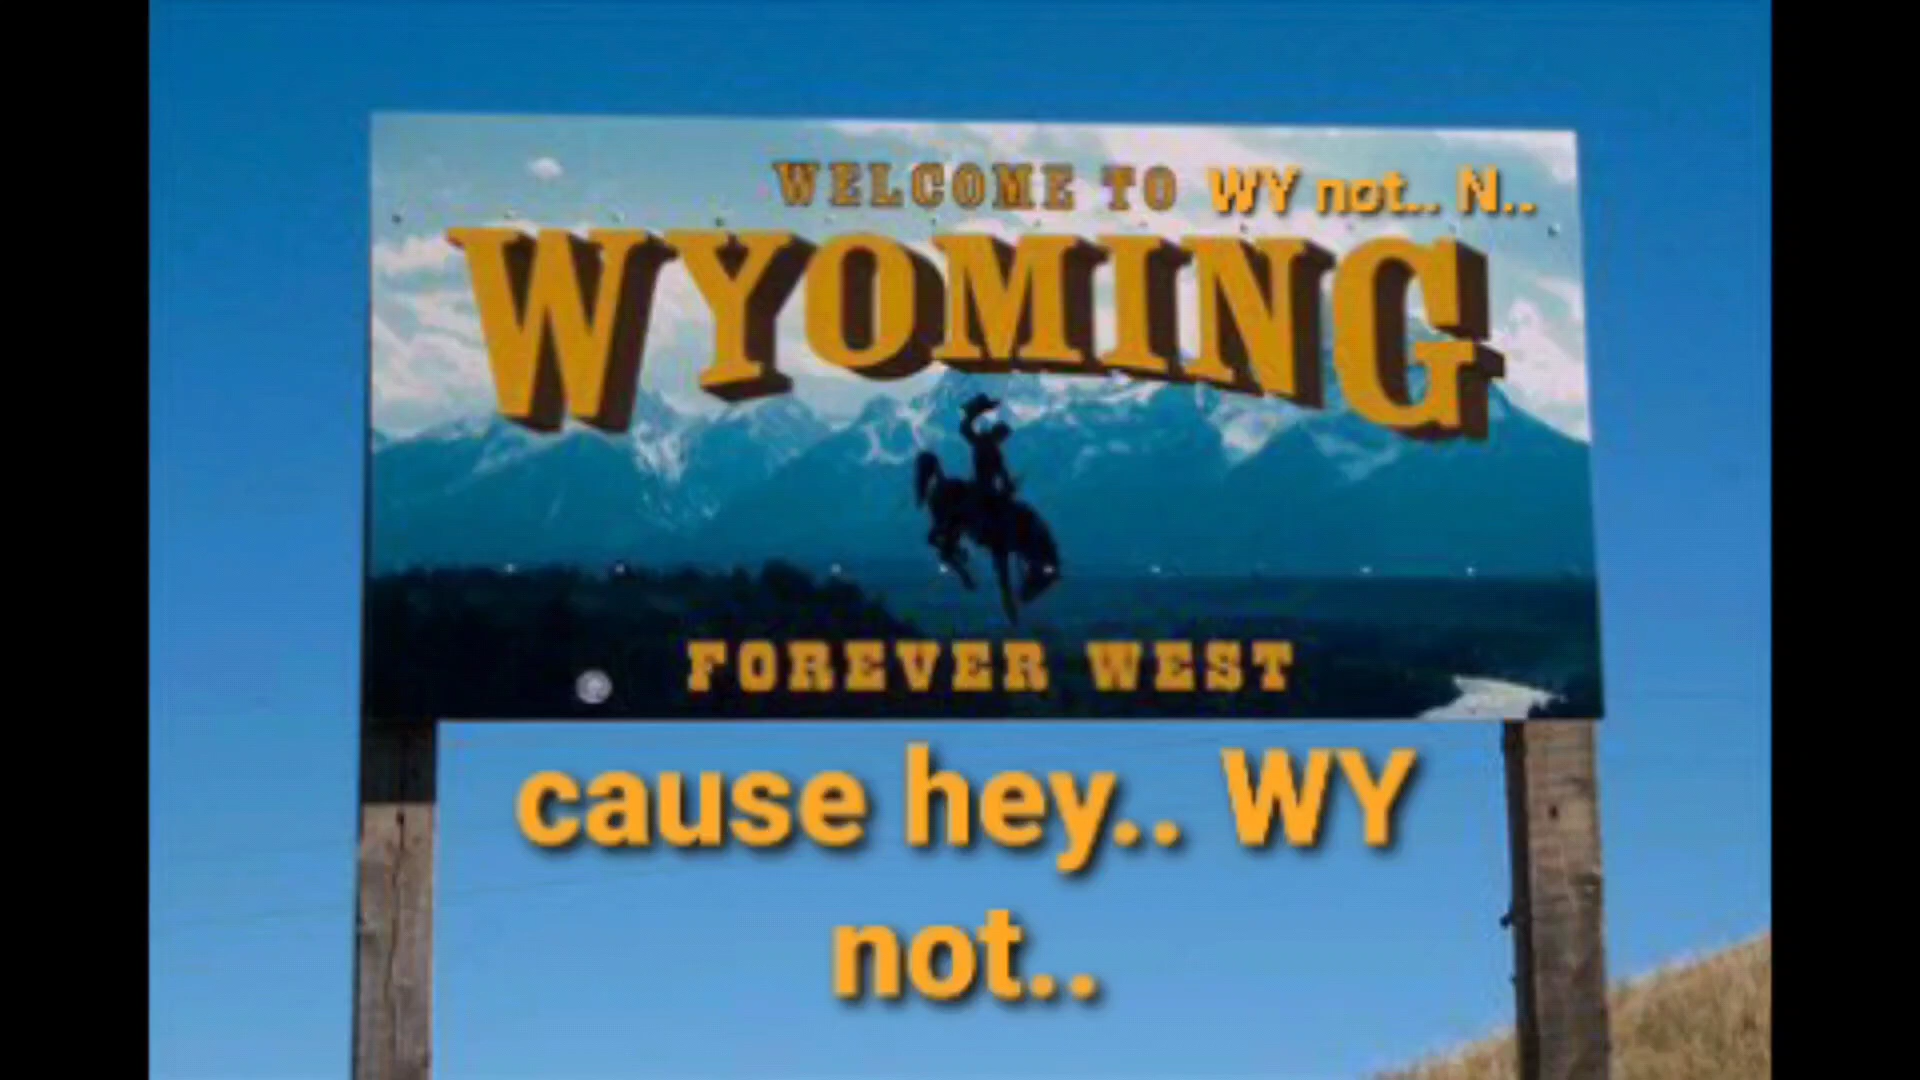 WELCOME TO WY not.. N..
WYOMING
FOREVER WEST
cause hey.. WY
not..